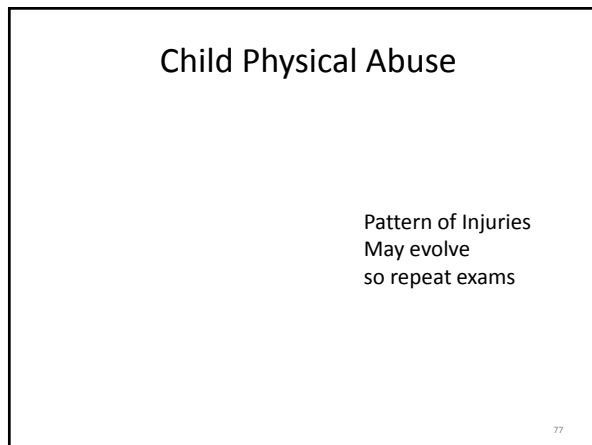 Child Physical Abuse
Pattern of Injuries
May evolve
so repeat exams
77